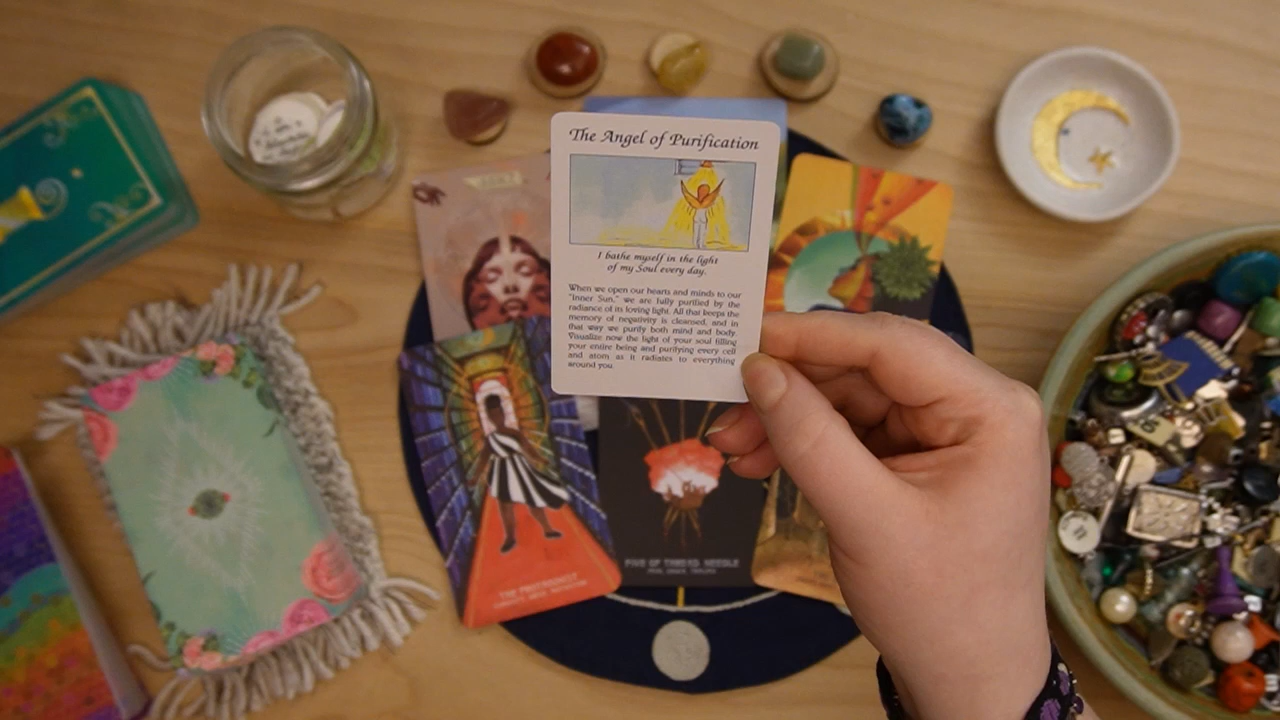 The Angel of Purification
I bathe myself in the light
of my Soul every day.
When we open our hearts and minds to our
"Inner Sun," we are fully purified by the
radiance of its loving light. All that keeps the
memory of negativity is cleansed, and in
that way we purify both mind and body.
Visualize now the light of your soul filling
your entire being and purifying every cell
and atom as it radiates to everything
around you.
THE PROTAGONIST
FIVE OF THREAD, NEEDLE